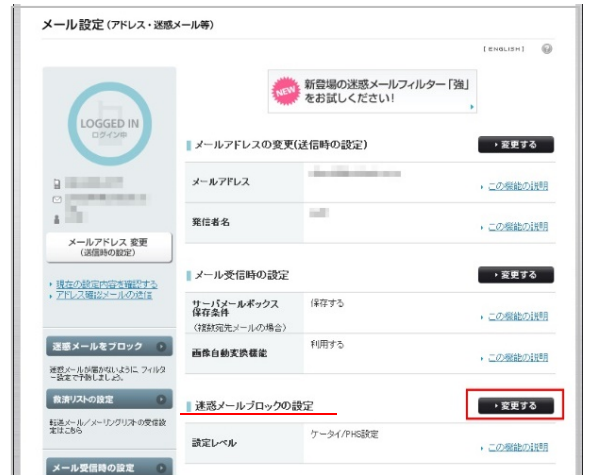 メール設定 (アドレス・迷惑メール等)
[ENGLISH]
NEW
新登場の迷惑メールフィルター「強」
をお試しください!
LOGGED IN
ログイン中
メールアドレス 変更
(送信時の設定)
現在の設定内容を確認する
アドレス確認メールの送信
迷惑メールをブロック
迷惑メールが届かないように、フィルタ
ー設定で予防しましょう。
救済リストの設定
転送メール/メーリングリストの受信設
定はこちら
メール受信時の設定
メールアドレスの変更(送信時の設定)
変更する
メールアドレス
この機能の説明
発信者名
この機能の説明
メール受信時の設定
変更する
サーバメールボックス
保存条件
(複数宛先メールの場合)
保存する
この機能の説明
画像自動変換機能
利用する
この機能の説明
迷惑メールブロックの設定
変更する
設定レベル
ケータイ/PHS設定
この機能の説明